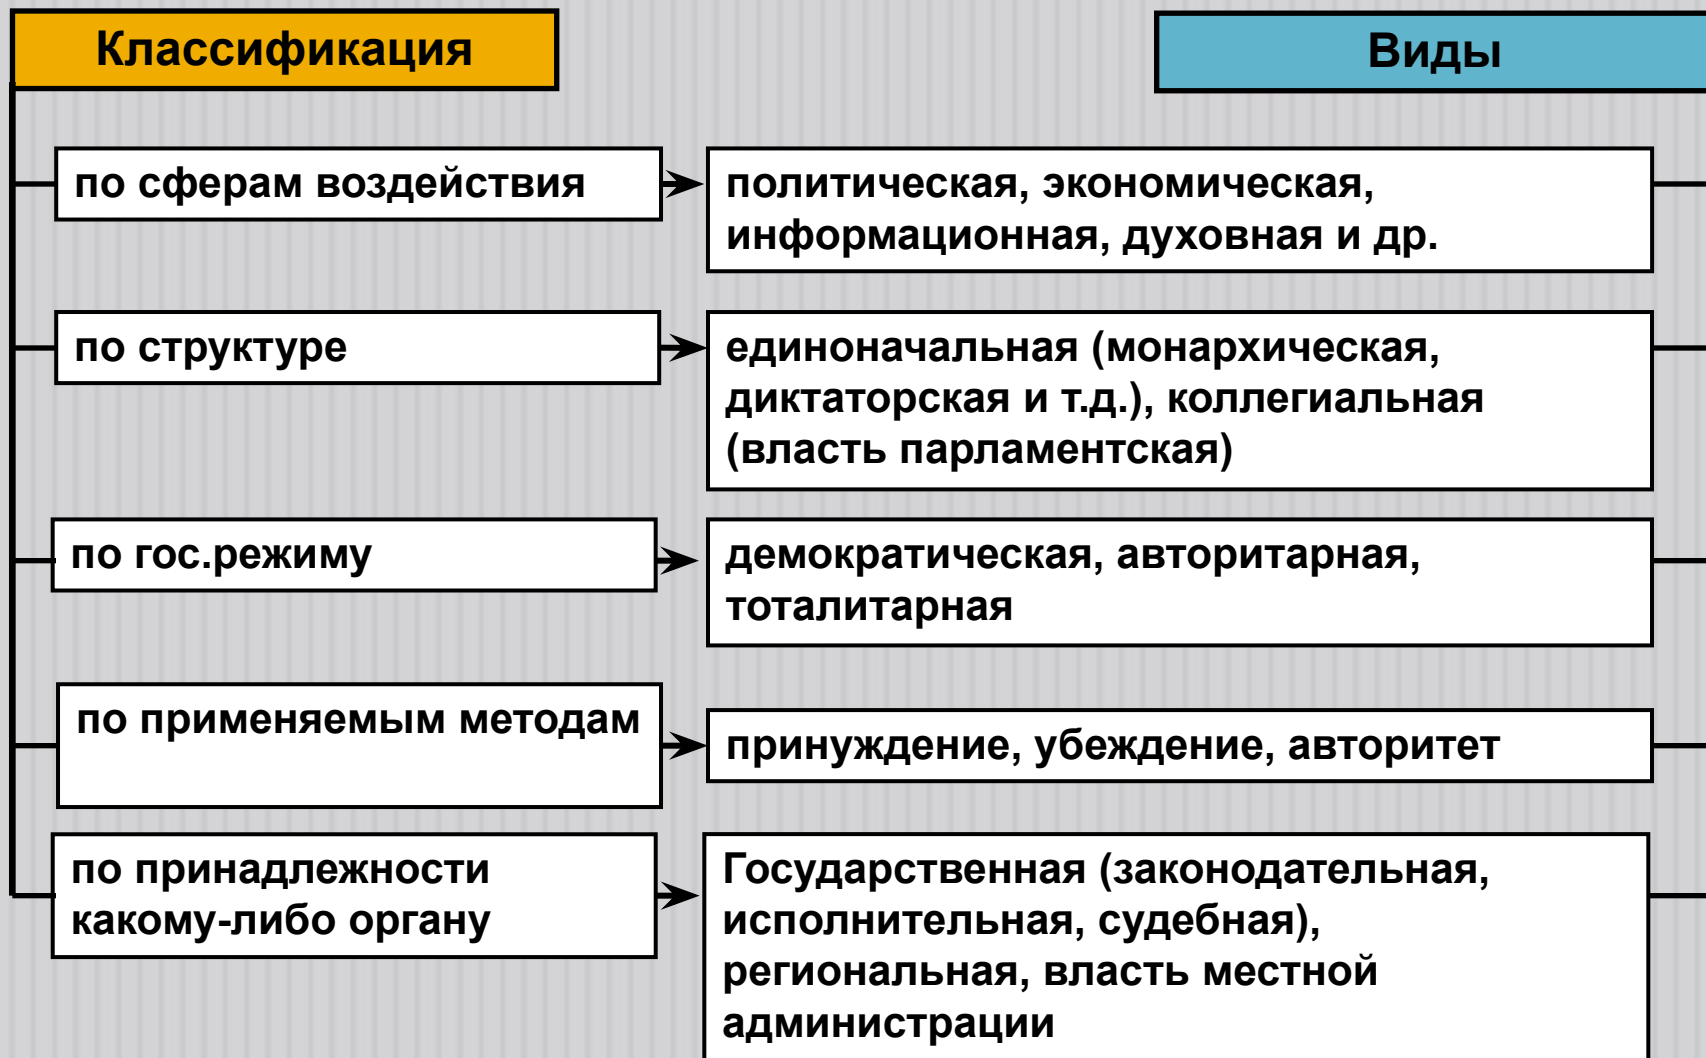 Классификация
Виды
по сферам воздействия
политическая, экономическая,
информационная, духовная и др.
по структуре
единоначальная (монархическая,
диктаторская и т.д.), коллегиальная
(власть парламентская)
по гос.режиму
демократическая, авторитарная,
тоталитарная
по применяемым методам
принуждение, убеждение, авторитет
по принадлежности
какому-либо органу
Государственная (законодательная,
исполнительная, судебная),
региональная, власть местной
администрации